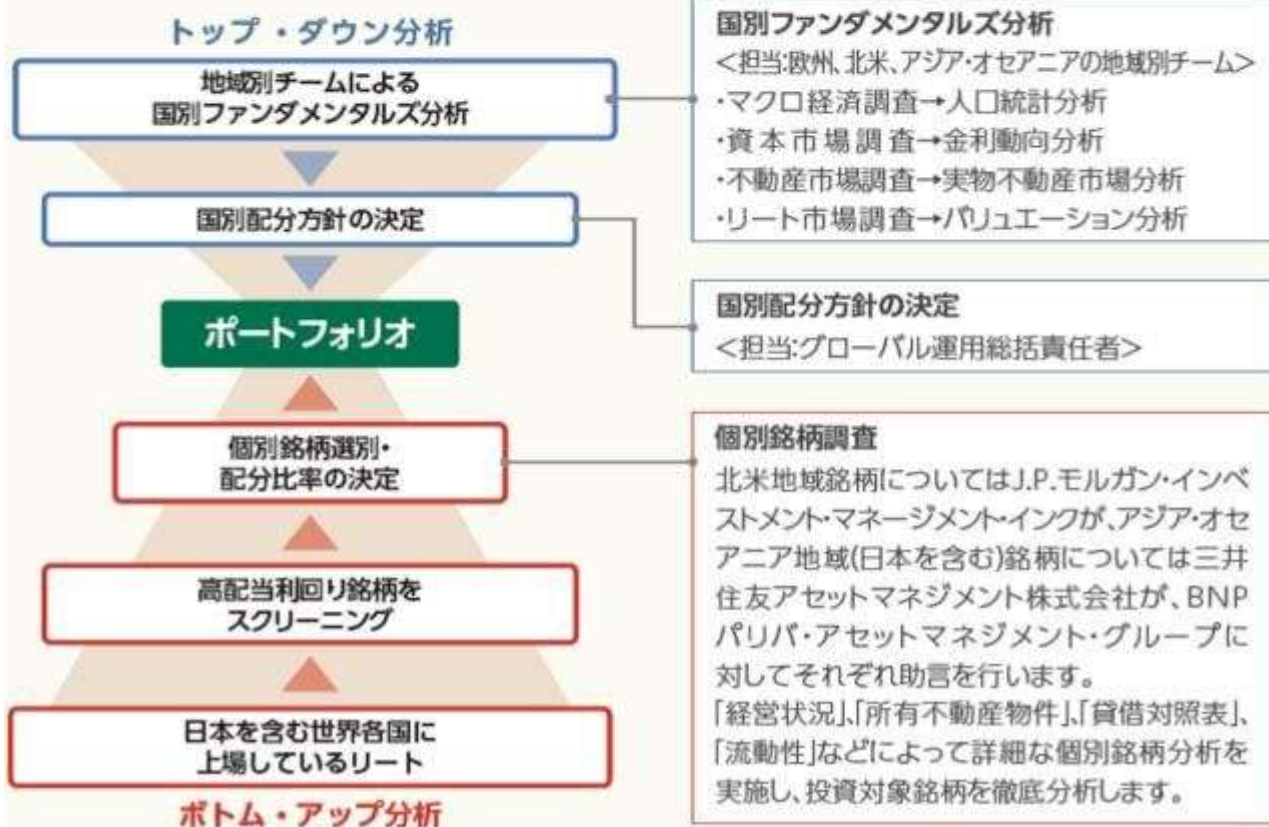 トップ・ダウン分析
地域別チームによる
国別ファンダメンタルズ分析
国別配分方針の決定
ポートフォリオ
個別銘柄選別・
配分比率の決定
高配当利回り銘柄を
スクリーニング
日本を含む世界各国に
上場しているリート
ボトム・アップ分析
国別ファンダメンタルズ分析
<担当:欧州、北米、アジア・オセアニアの地域別チーム>
・マクロ経済調査→人口統計分析
・資本市場調査→金利動向分析
・不動産市場調査→実物不動産市場分析
・リート市場調査→バリュエーション分析
国別配分方針の決定
<担当:グローバル運用総括責任者>
個別銘柄調査
北米地域銘柄についてはJ.P.モルガン・インベ
ストメント・マネージメント・インクが、アジア・オセ
アニア地域(日本を含む)銘柄については三井
住友アセットマネジメント株式会社が、BNP
パリバ・アセットマネジメント・グループに
対してそれぞれ助言を行います。
「経営状況」、「所有不動産物件」、「貸借対照表」、
「流動性」などによって詳細な個別銘柄分析を
実施し、投資対象銘柄を徹底分析します。